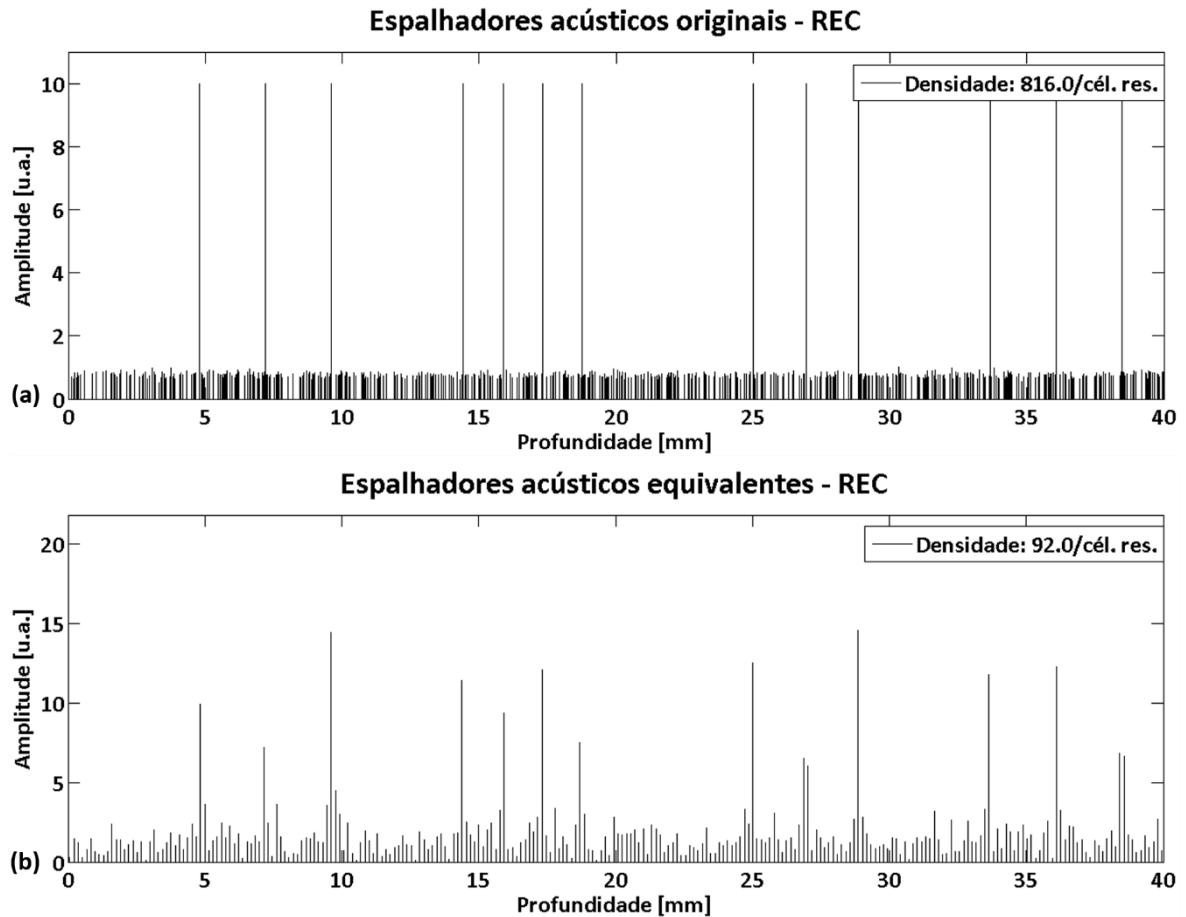 Espalhadores acústicos originais - REC
Densidade: 816.0/cél. res.
Amplitude [u.a.]
10
8
6
4
2
0
(a)
0 5 10 15 20 25 30 35 40
Profundidade [mm]
Espalhadores acústicos equivalentes - REC
Densidade: 92.0/cél. res.
Amplitude [u.a.]
20
15
10
5
0
(b)
0 5 10 15 20 25 30 35 40
Profundidade [mm]